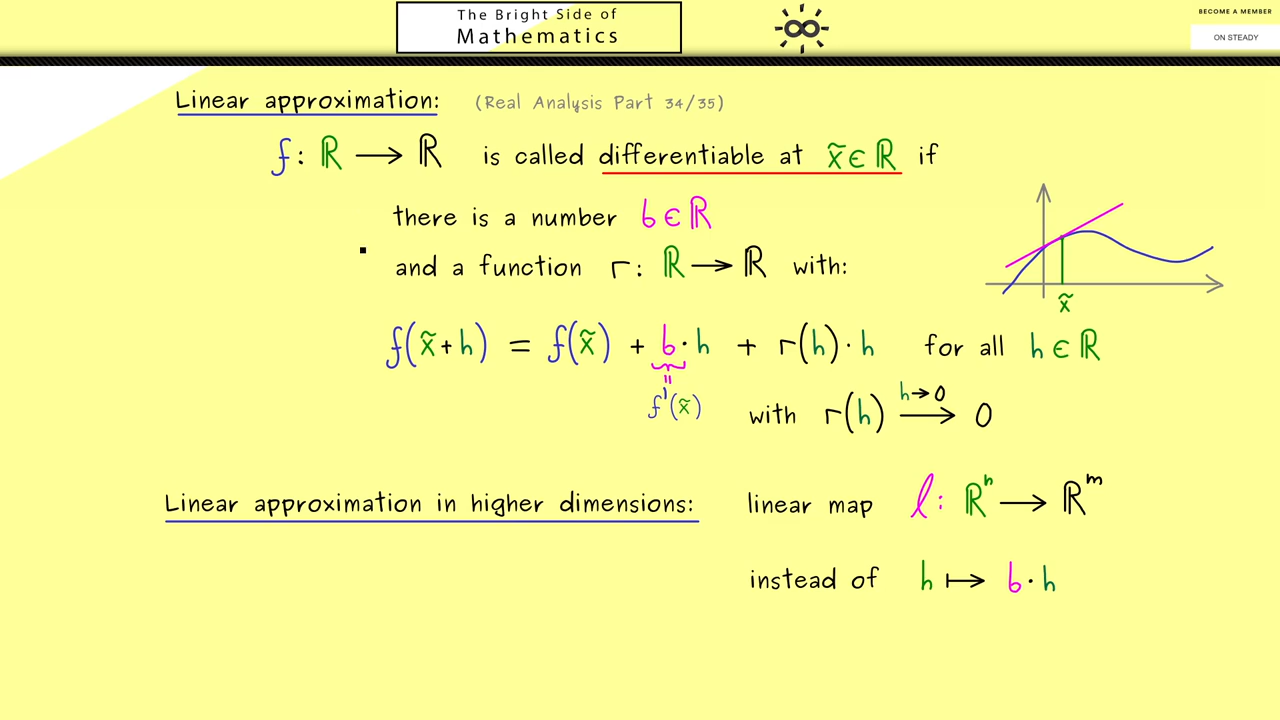 The Bright Side of
Mathematics
BECOME A MEMBER
ON STEADY
Linear approximation: (Real Analysis Part 34/35)
f: ℝ ⟶ ℝ is called differentiable at x̃ ∈ ℝ if
there is a number b ∈ ℝ
and a function r: ℝ ⟶ ℝ with:
x̃
f(x̃+h) = f(x̃) + b·h + r(h)·h for all h ∈ ℝ
= f'(x̃)
with r(h) ⟶ 0 h→0
Linear approximation in higher dimensions: linear map ℓ: ℝⁿ ⟶ ℝᵐ
instead of h ⟼ b·h